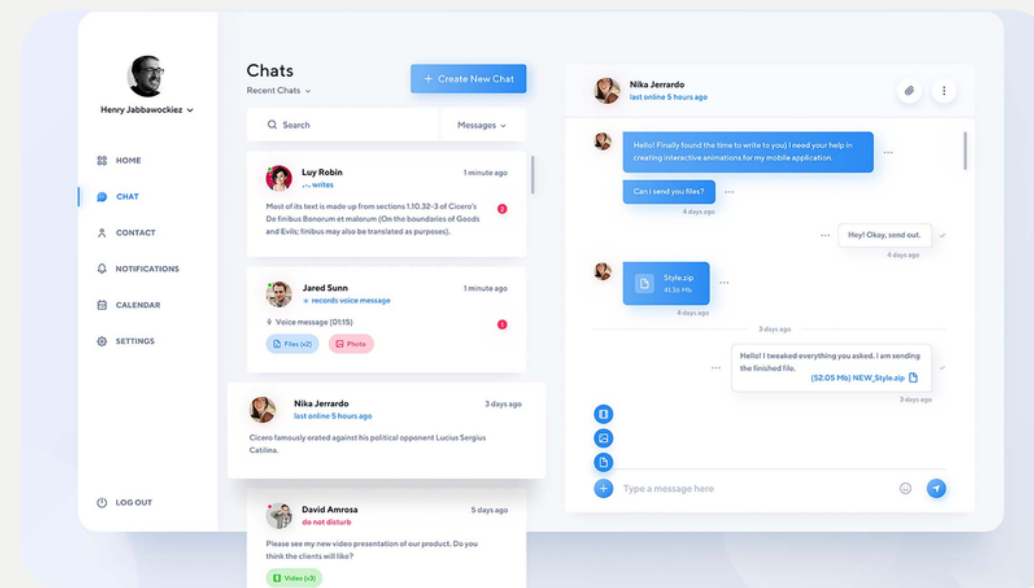 Henry Jabbawockiez
HOME
CHAT
CONTACT
NOTIFICATIONS
CALENDAR
SETTINGS
LOG OUT
Chats
Recent Chats
+ Create New Chat
Search
Messages
Luy Robin
1 minute ago
... writes
Most of its text is made up from sections 1.10.32-3 of Cicero's
De finibus Bonorum et malorum (On the boundaries of Goods
and Evils; finibus may also be translated as purposes).
2
Jared Sunn
1 minute ago
records voice message
Voice message (01:15)
1
Files (x2)
Photo
Nika Jerrardo
3 days ago
last online 5 hours ago
Cicero famously orated against his political opponent Lucius Sergius
Catilina.
David Amrosa
5 days ago
do not disturb
Please see my new video presentation of our product. Do you
think the clients will like?
Video (x3)
Nika Jerrardo
last online 5 hours ago
Hello! Finally found the time to write to you) I need your help in
creating interactive animations for my mobile application.
Can I send you files?
4 days ago
Hey! Okay, send out.
4 days ago
Style.zip
41.36 Mb
4 days ago
3 days ago
Hello! I tweaked everything you asked. I am sending
the finished file.
(52.05 Mb) NEW_Style.zip
3 days ago
Type a message here